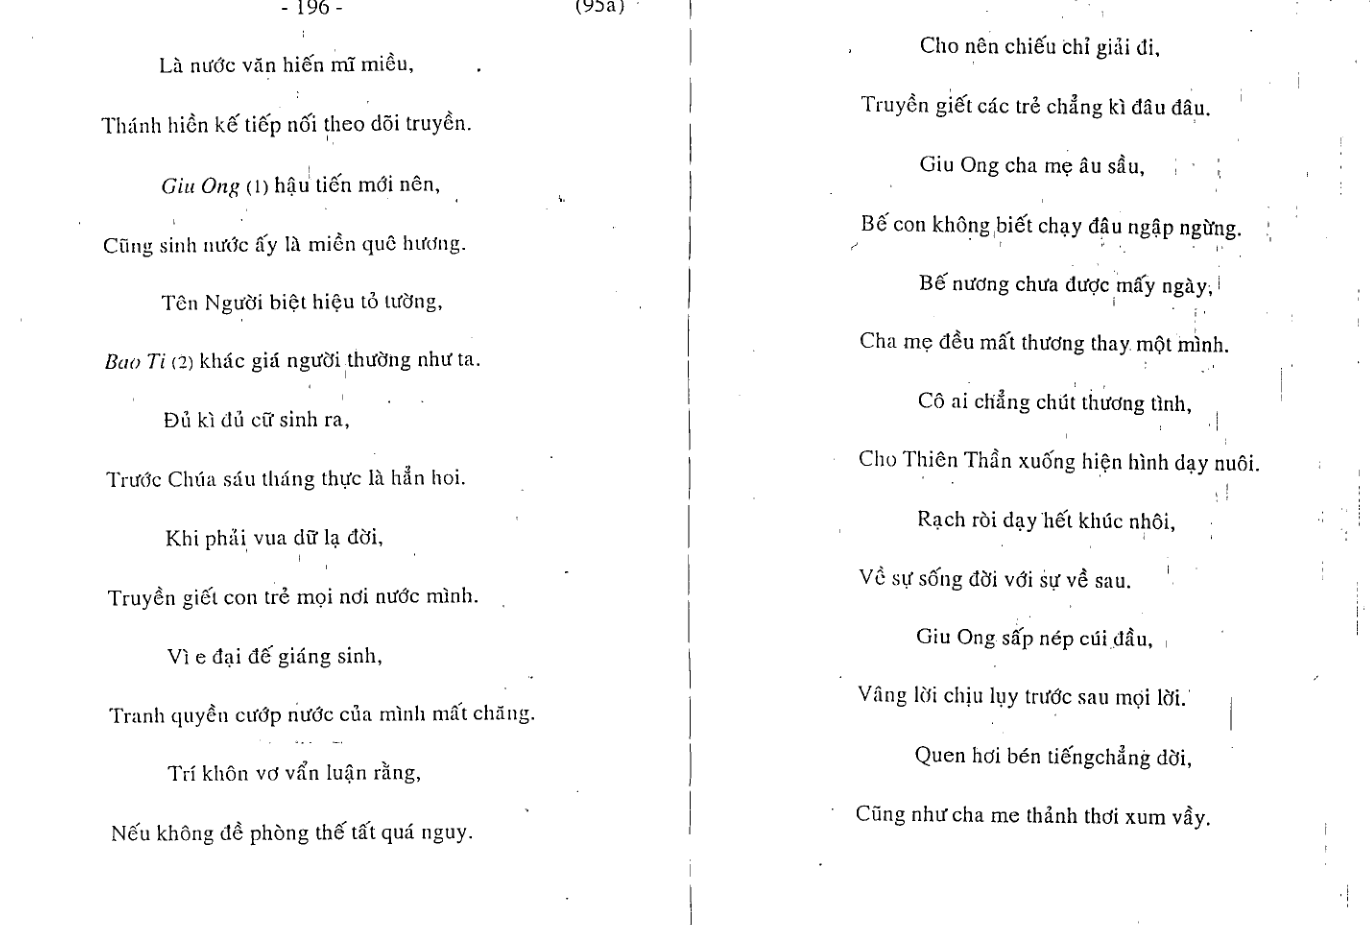 - 196 -
(95a)
Là nước văn hiến mĩ miều,
Thánh hiền kế tiếp nối theo dõi truyền.
Giu Ong (1) hậu tiến mới nên,
Cũng sinh nước ấy là miền quê hương.
Tên Người biệt hiệu tỏ tường,
Bao Ti (2) khác giá người thường như ta.
Đủ kì đủ cữ sinh ra,
Trước Chúa sáu tháng thực là hẳn hoi.
Khi phải vua dữ lạ đời,
Truyền giết con trẻ mọi nơi nước mình.
Vì e đại đế giáng sinh,
Tranh quyền cướp nước của mình mất chăng.
Trí khôn vơ vẩn luận rằng,
Nếu không đề phòng thế tất quá nguy.
Cho nên chiếu chỉ giải đi,
Truyền giết các trẻ chẳng kì đâu đâu.
Giu Ong cha mẹ âu sầu,
Bế con không biết chạy đâu ngập ngừng.
Bế nương chưa được mấy ngày,
Cha mẹ đều mất thương thay một mình.
Cô ai chẳng chút thương tình,
Cho Thiên Thần xuống hiện hình dạy nuôi.
Rạch ròi dạy hết khúc nhôi,
Về sự sống đời với sự về sau.
Giu Ong sấp nép cúi đầu,
Vâng lời chịu lụy trước sau mọi lời.
Quen hơi bén tiếngchẳng dời,
Cũng như cha me thảnh thơi xum vầy.